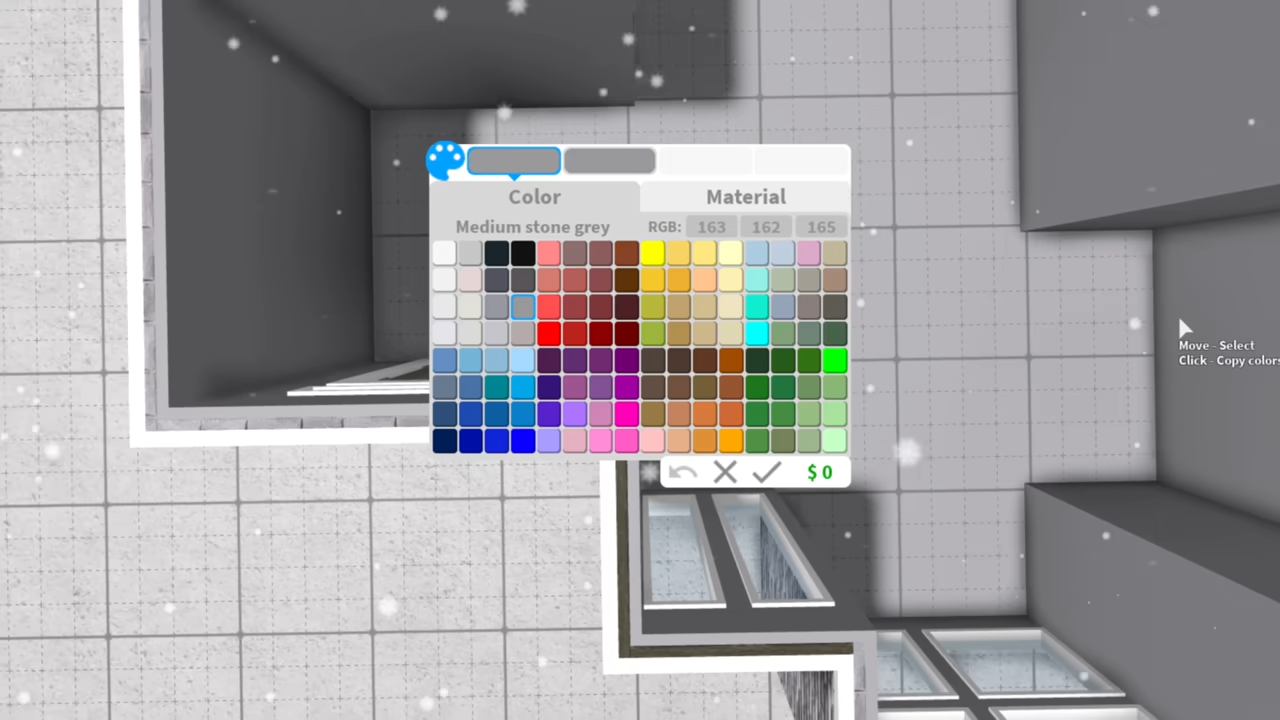 Color Material
Medium stone grey RGB: 163 162 165
Move - Select
Click - Copy colors
$ 0